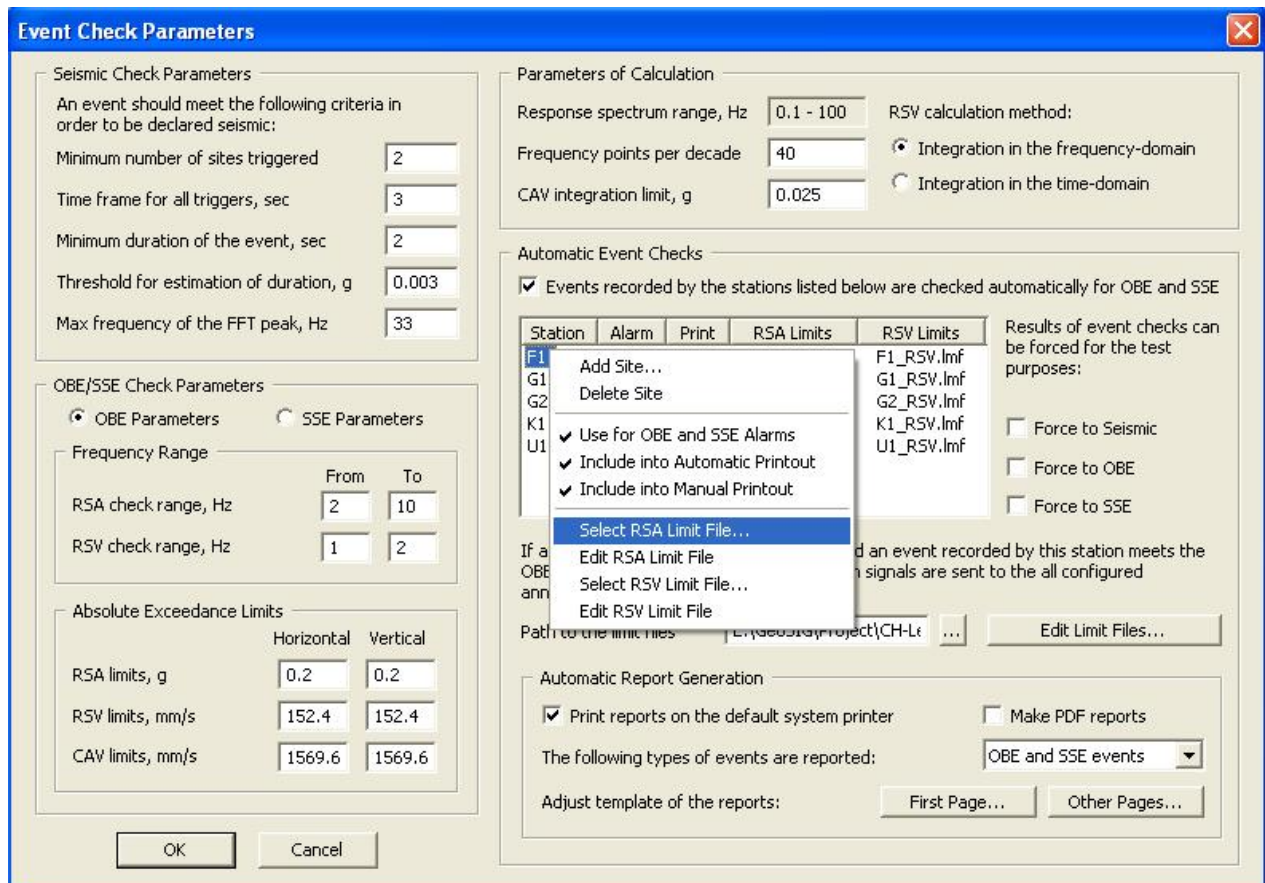 Event Check Parameters
Seismic Check Parameters
An event should meet the following criteria in
order to be declared seismic:
Minimum number of sites triggered 2
Time frame for all triggers, sec 3
Minimum duration of the event, sec 2
Threshold for estimation of duration, g 0.003
Max frequency of the FFT peak, Hz 33
OBE/SSE Check Parameters
OBE Parameters SSE Parameters
Frequency Range
From To
RSA check range, Hz 2 10
RSV check range, Hz 1 2
Absolute Exceedance Limits
Horizontal Vertical
RSA limits, g 0.2 0.2
RSV limits, mm/s 152.4 152.4
CAV limits, mm/s 1569.6 1569.6
OK Cancel
Parameters of Calculation
Response spectrum range, Hz 0.1 - 100
Frequency points per decade 40
CAV integration limit, g 0.025
RSV calculation method:
Integration in the frequency-domain
Integration in the time-domain
Automatic Event Checks
Events recorded by the stations listed below are checked automatically for OBE and SSE
Station Alarm Print RSA Limits RSV Limits
F1 F1_RSV.lmf
G1 G1_RSV.lmf
G2 G2_RSV.lmf
K1 K1_RSV.lmf
U1 U1_RSV.lmf
Add Site...
Delete Site
Use for OBE and SSE Alarms
Include into Automatic Printout
Include into Manual Printout
Select RSA Limit File...
Edit RSA Limit File
Select RSV Limit File...
Edit RSV Limit File
Results of event checks can
be forced for the test
purposes:
Force to Seismic
Force to OBE
Force to SSE
If an event recorded by this station meets the
OBE signals are sent to the all configured
Path to the limit files E:\GeoSIG\Project\CH-Le ... Edit Limit Files...
Automatic Report Generation
Print reports on the default system printer Make PDF reports
The following types of events are reported: OBE and SSE events
Adjust template of the reports: First Page... Other Pages...